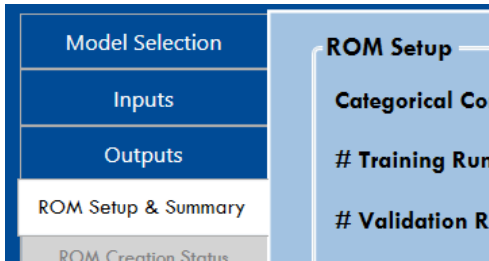 Model Selection
Inputs
Outputs
ROM Setup & Summary
ROM Creation Status
ROM Setup
Categorical Co
# Training Run
# Validation R